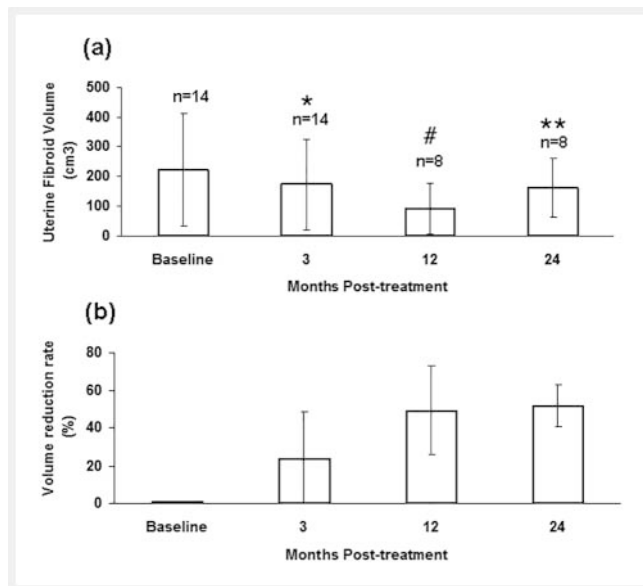 (a)
Uterine Fibroid Volume
(cm3)
500
400
300
200
100
0
n=14
*
n=14
#
n=8
**
n=8
Baseline 3 12 24
Months Post-treatment
(b)
Volume reduction rate
(%)
80
60
40
20
0
Baseline 3 12 24
Months Post-treatment